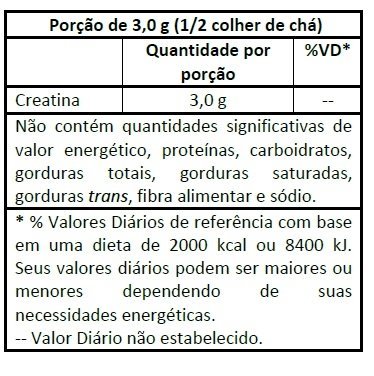 Porção de 3,0 g (1/2 colher de chá)
Quantidade por porção %VD*
Creatina 3,0 g --
Não contém quantidades significativas de
valor energético, proteínas, carboidratos,
gorduras totais, gorduras saturadas,
gorduras trans, fibra alimentar e sódio.
* % Valores Diários de referência com base
em uma dieta de 2000 kcal ou 8400 kJ.
Seus valores diários podem ser maiores ou
menores dependendo de suas
necessidades energéticas.
-- Valor Diário não estabelecido.